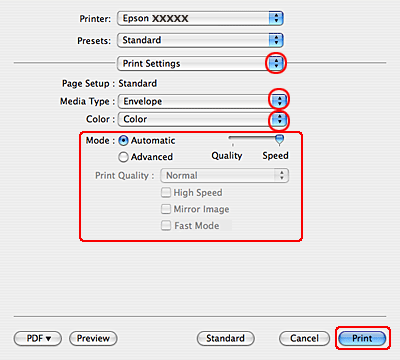 Printer: Epson XXXXX
Presets: Standard
Print Settings
Page Setup : Standard
Media Type : Envelope
Color : Color
Mode : Automatic
Advanced Quality Speed
Print Quality : Normal
High Speed
Mirror Image
Fast Mode
PDF Preview Standard Cancel Print